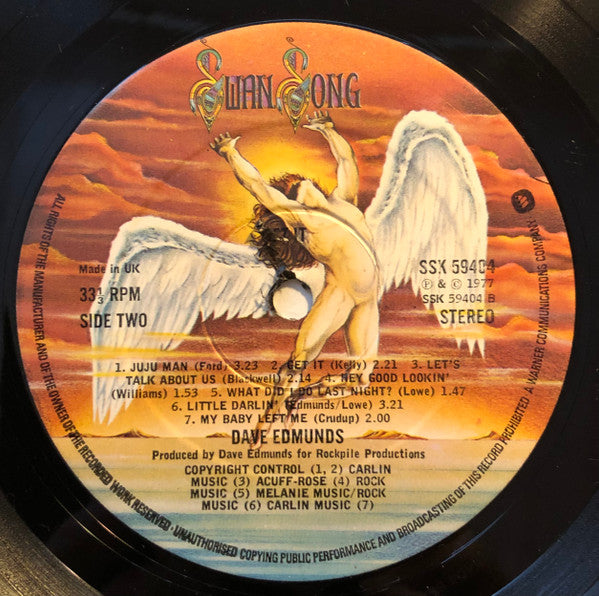 Swan Song
Made in UK
33⅓ RPM
SIDE TWO
SSK 59404
Ⓟ & © 1977
SSK 59404 B
STEREO
IT
1. JUJU MAN (Ford) 3.23 2. GET IT (Kelly) 2.21 3. LET'S
TALK ABOUT US (Blackwell) 2.14 4. HEY GOOD LOOKIN'
(Williams) 1.53 5. WHAT DID I DO LAST NIGHT? (Lowe) 1.47
6. LITTLE DARLIN' (Edmunds/Lowe) 3.21
7. MY BABY LEFT ME (Crudup) 2.00
DAVE EDMUNDS
Produced by Dave Edmunds for Rockpile Productions
COPYRIGHT CONTROL (1, 2) CARLIN
MUSIC (3) ACUFF-ROSE (4) ROCK
MUSIC (5) MELANIE MUSIC/ROCK
MUSIC (6) CARLIN MUSIC (7)
ALL RIGHTS OF THE MANUFACTURER AND OF THE OWNER OF THE RECORDED WORK RESERVED · UNAUTHORISED COPYING PUBLIC PERFORMANCE AND BROADCASTING OF THIS RECORD PROHIBITED
A WARNER COMMUNICATIONS COMPANY